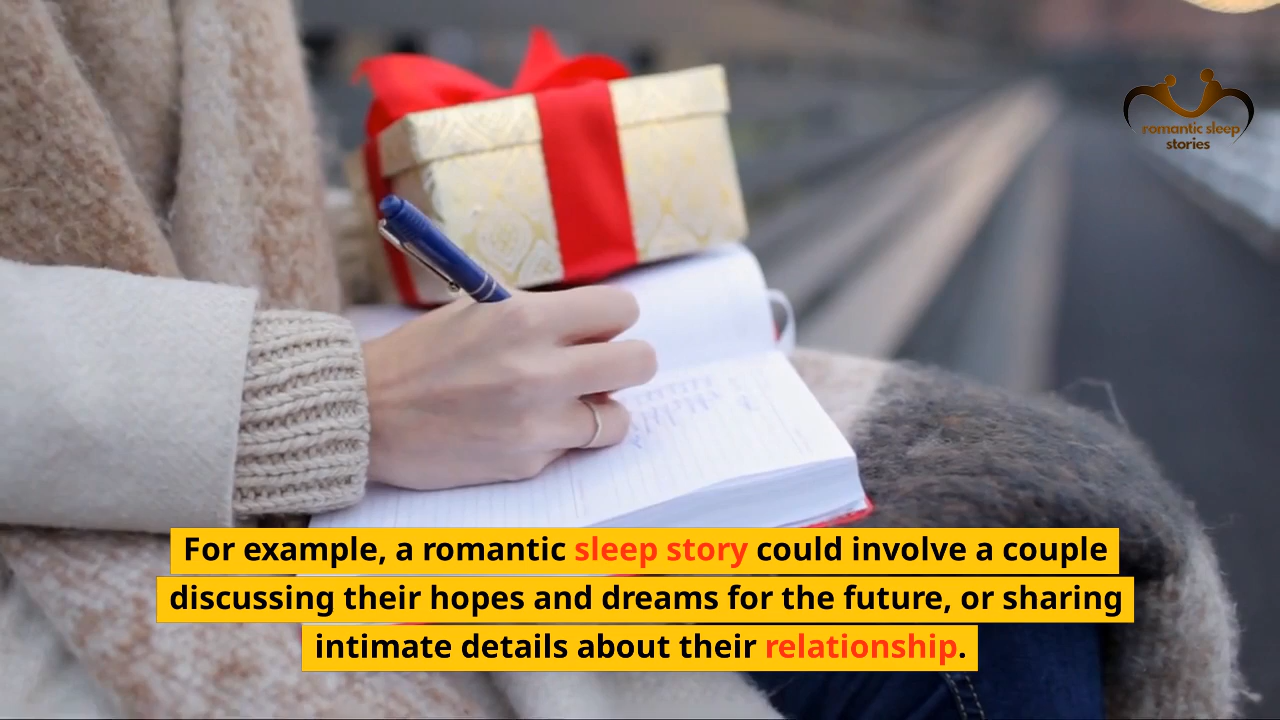 romantic sleep
stories
For example, a romantic sleep story could involve a couple
discussing their hopes and dreams for the future, or sharing
intimate details about their relationship.